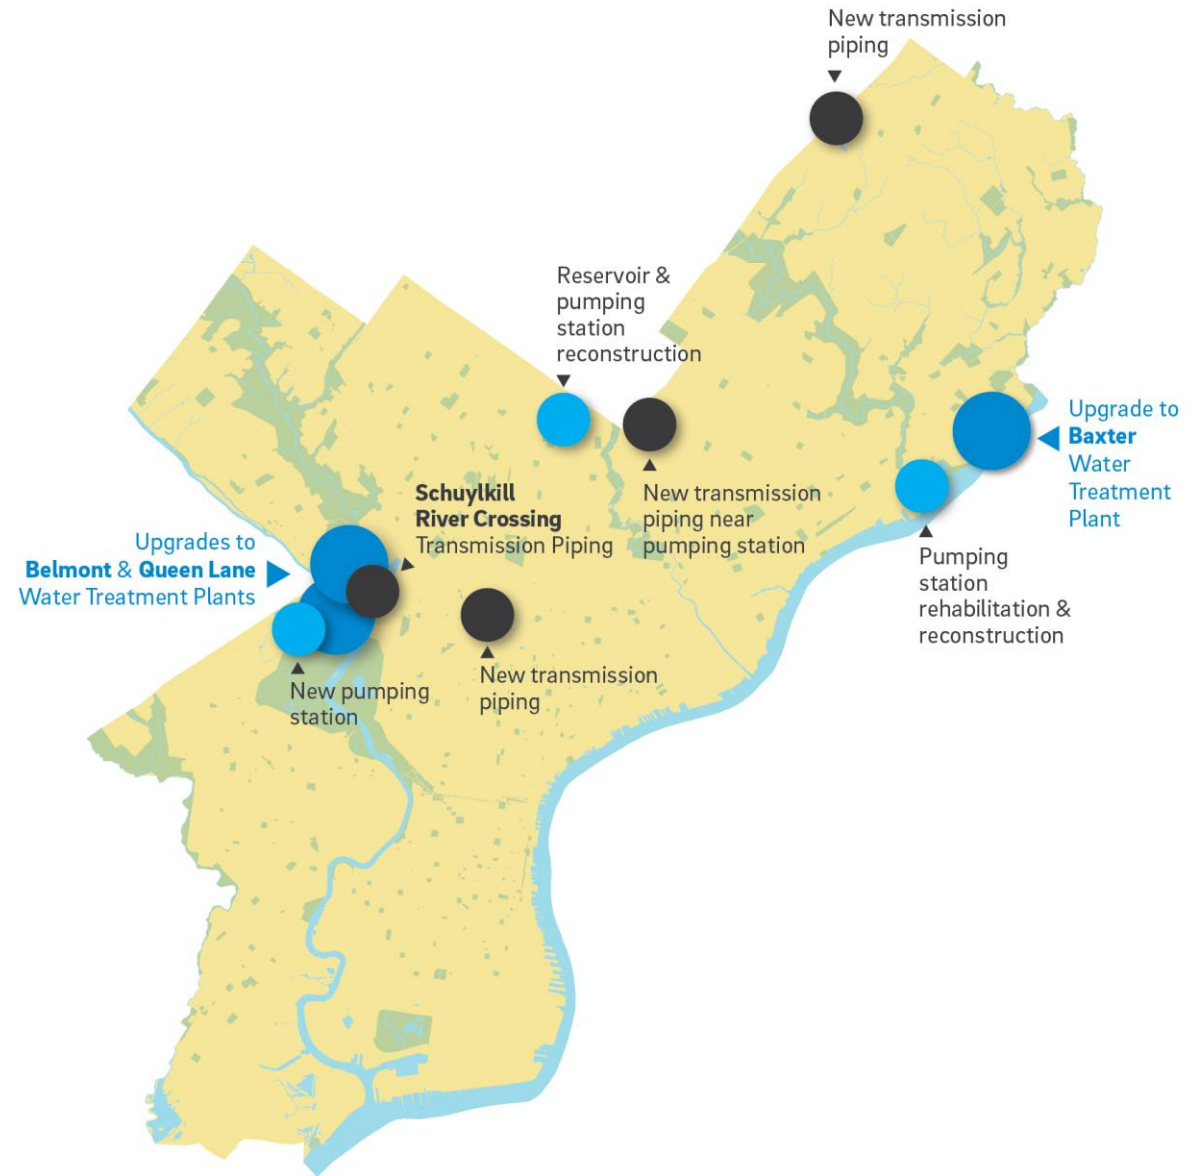 New transmission
piping
Reservoir &
pumping
station
reconstruction
Upgrade to
Baxter
Water
Treatment
Plant
Schuylkill
River Crossing
Transmission Piping
New transmission
piping near
pumping station
Upgrades to
Belmont & Queen Lane
Water Treatment Plants
Pumping
station
rehabilitation &
reconstruction
New transmission
piping
New pumping
station